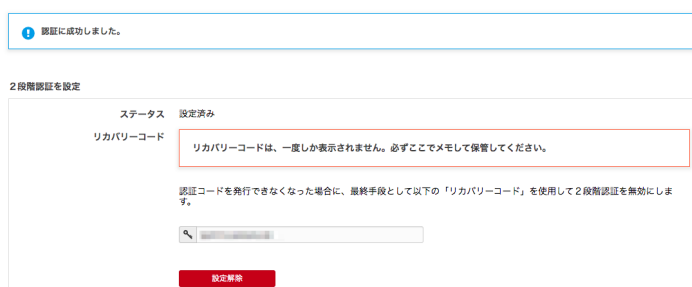 認証に成功しました。
２段階認証を設定
ステータス 設定済み
リカバリーコード
リカバリーコードは、一度しか表示されません。必ずここでメモして保管してください。
認証コードを発行できなくなった場合に、最終手段として以下の「リカバリーコード」を使用して２段階認証を無効にしま
す。
設定解除